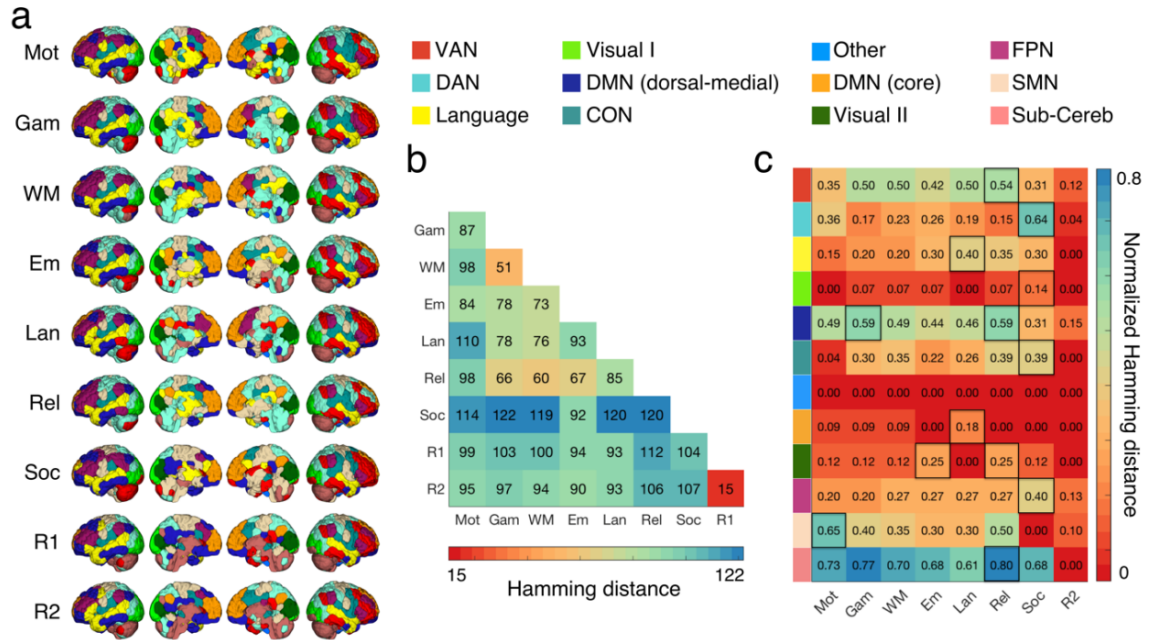 a
Mot
Gam
WM
Em
Lan
Rel
Soc
R1
R2
VAN
Visual I
Other
FPN
DAN
DMN (dorsal-medial)
DMN (core)
SMN
Language
CON
Visual II
Sub-Cereb
b
Gam 87
WM 98 51
Em 84 78 73
Lan 110 78 76 93
Rel 98 66 60 67 85
Soc 114 122 119 92 120 120
R1 99 103 100 94 93 112 104
R2 95 97 94 90 93 106 107 15
Mot Gam WM Em Lan Rel Soc R1
15 122
Hamming distance
c
0.35 0.50 0.50 0.42 0.50 0.54 0.31 0.12
0.36 0.17 0.23 0.26 0.19 0.15 0.64 0.04
0.15 0.20 0.20 0.30 0.40 0.35 0.30 0.00
0.00 0.07 0.07 0.07 0.00 0.07 0.14 0.00
0.49 0.59 0.49 0.44 0.46 0.59 0.31 0.15
0.04 0.30 0.35 0.22 0.26 0.39 0.39 0.00
0.00 0.00 0.00 0.00 0.00 0.00 0.00 0.00
0.09 0.09 0.09 0.00 0.18 0.00 0.00 0.00
0.12 0.12 0.12 0.25 0.00 0.25 0.12 0.00
0.20 0.20 0.27 0.27 0.27 0.27 0.40 0.13
0.65 0.40 0.35 0.30 0.30 0.50 0.00 0.10
0.73 0.77 0.70 0.68 0.61 0.80 0.68 0.00
Mot Gam WM Em Lan Rel Soc R2
0.8
Normalized Hamming distance
0